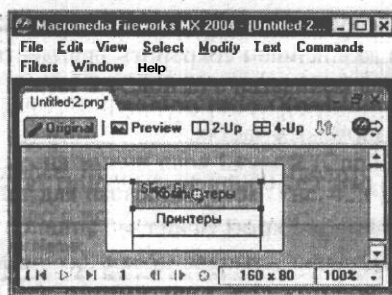 Macromedia Fireworks MX 2004 - [Untitled-2...
File Edit View Select Modify Text Commands
Filters Window Help
Untitled-2.png*
Original Preview 2-Up 4-Up
Принтеры
1 160 x 80 100%